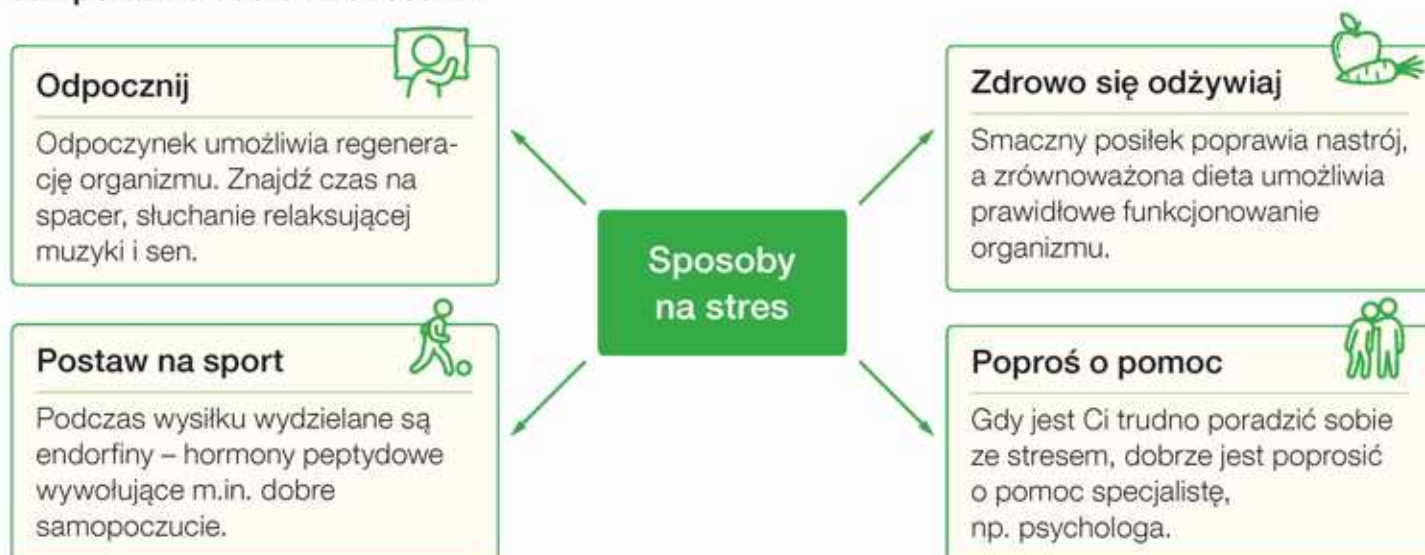 Odpocznij
Odpoczynek umożliwia regenera-
cję organizmu. Znajdź czas na
spacer, słuchanie relaksującej
muzyki i sen.
Zdrowo się odżywiaj
Smaczny posiłek poprawia nastrój,
a zrównoważona dieta umożliwia
prawidłowe funkcjonowanie
organizmu.
Sposoby
na stres
Postaw na sport
Podczas wysiłku wydzielane są
endorfiny – hormony peptydowe
wywołujące m.in. dobre
samopoczucie.
Poproś o pomoc
Gdy jest Ci trudno poradzić sobie
ze stresem, dobrze jest poprosić
o pomoc specjalistę,
np. psychologa.